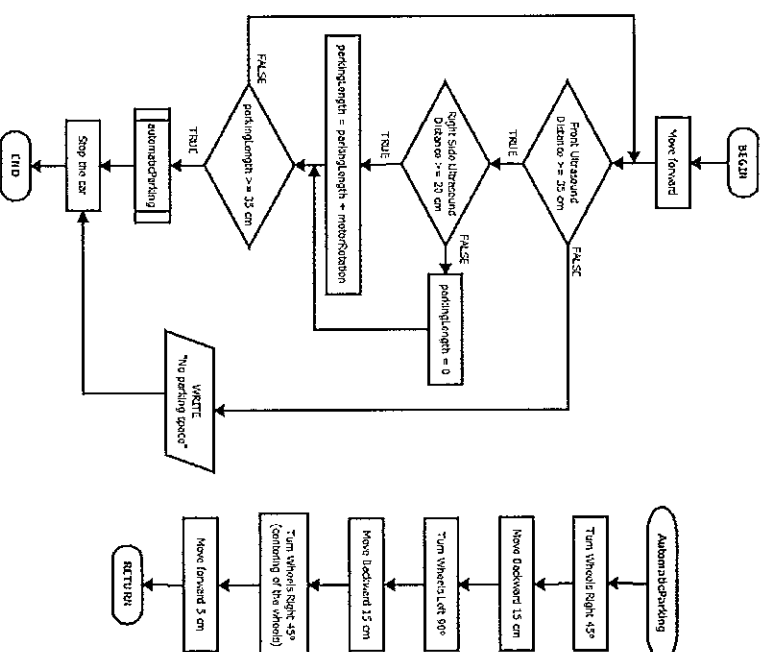 BEGIN
Move forward
Front Ultrasound
Distance >= 35 cm
FALSE
TRUE
Right Side Ultrasound
Distance >= 20 cm
FALSE
parkingLength = 0
TRUE
parkingLength = parkingLength + motorRotation
parkingLength >= 35 cm
FALSE
TRUE
automaticParking
WRITE
"No parking space"
Stop the car
END
AutomaticParking
Turn Wheels Right 45º
Move Backward 15 cm
Turn Wheels Left 90º
Move Backward 15 cm
Turn Wheels Right 45º
(centering of the wheels)
Move forward 5 cm
RETURN